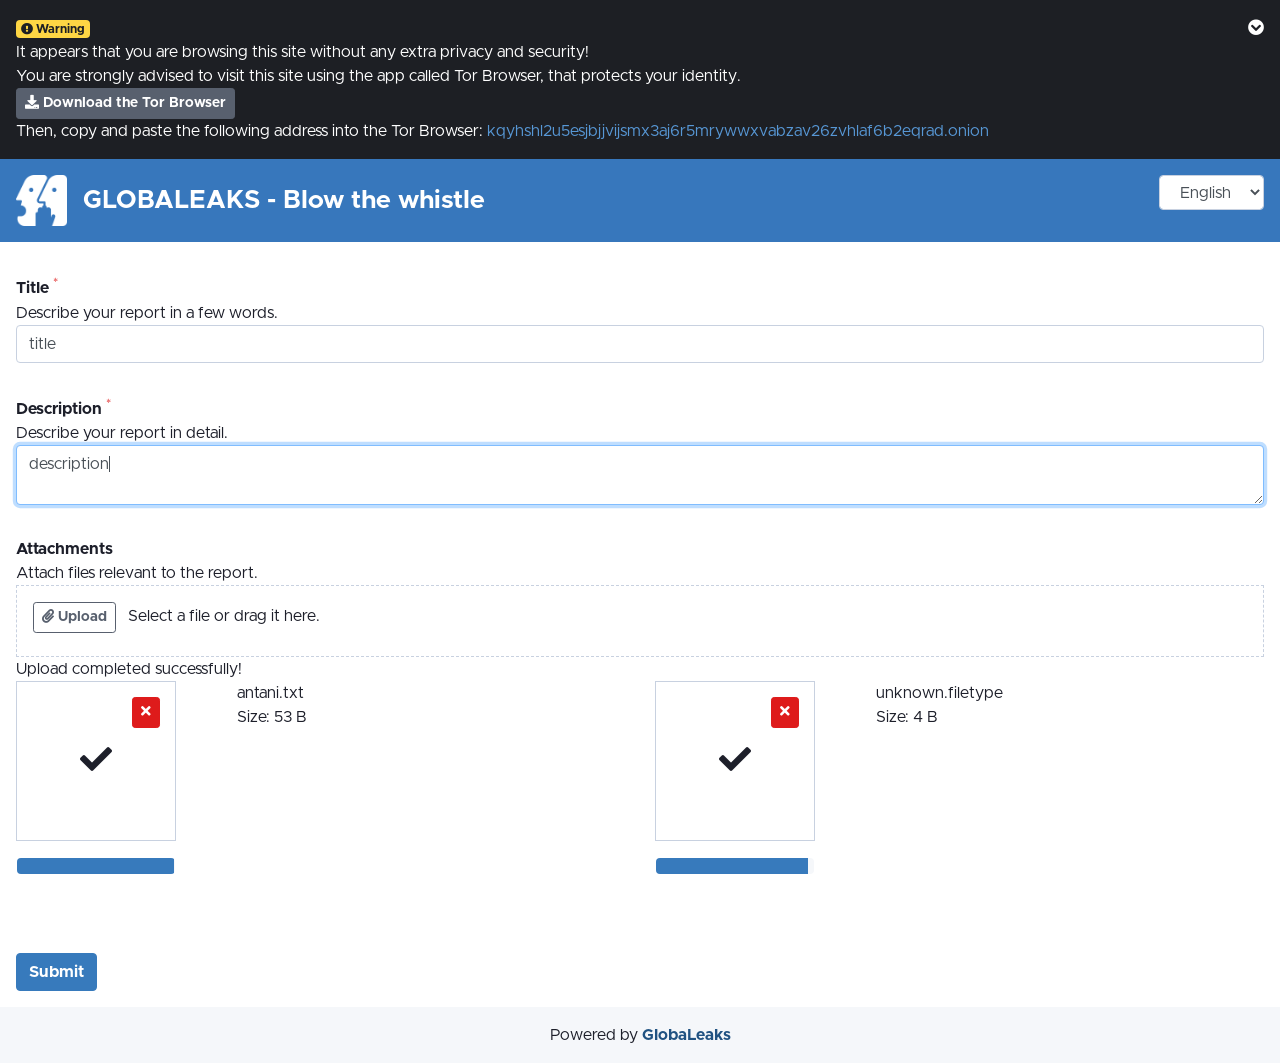 Warning
It appears that you are browsing this site without any extra privacy and security!
You are strongly advised to visit this site using the app called Tor Browser, that protects your identity.
Download the Tor Browser
Then, copy and paste the following address into the Tor Browser: kqyhshl2u5esjbjjvijsmx3aj6r5mrywwxvabzav26zvhlaf6b2eqrad.onion
GLOBALEAKS - Blow the whistle
English
Title *
Describe your report in a few words.
title
Description *
Describe your report in detail.
description
Attachments
Attach files relevant to the report.
Upload Select a file or drag it here.
Upload completed successfully!
antani.txt
Size: 53 B
unknown.filetype
Size: 4 B
Submit
Powered by GlobaLeaks